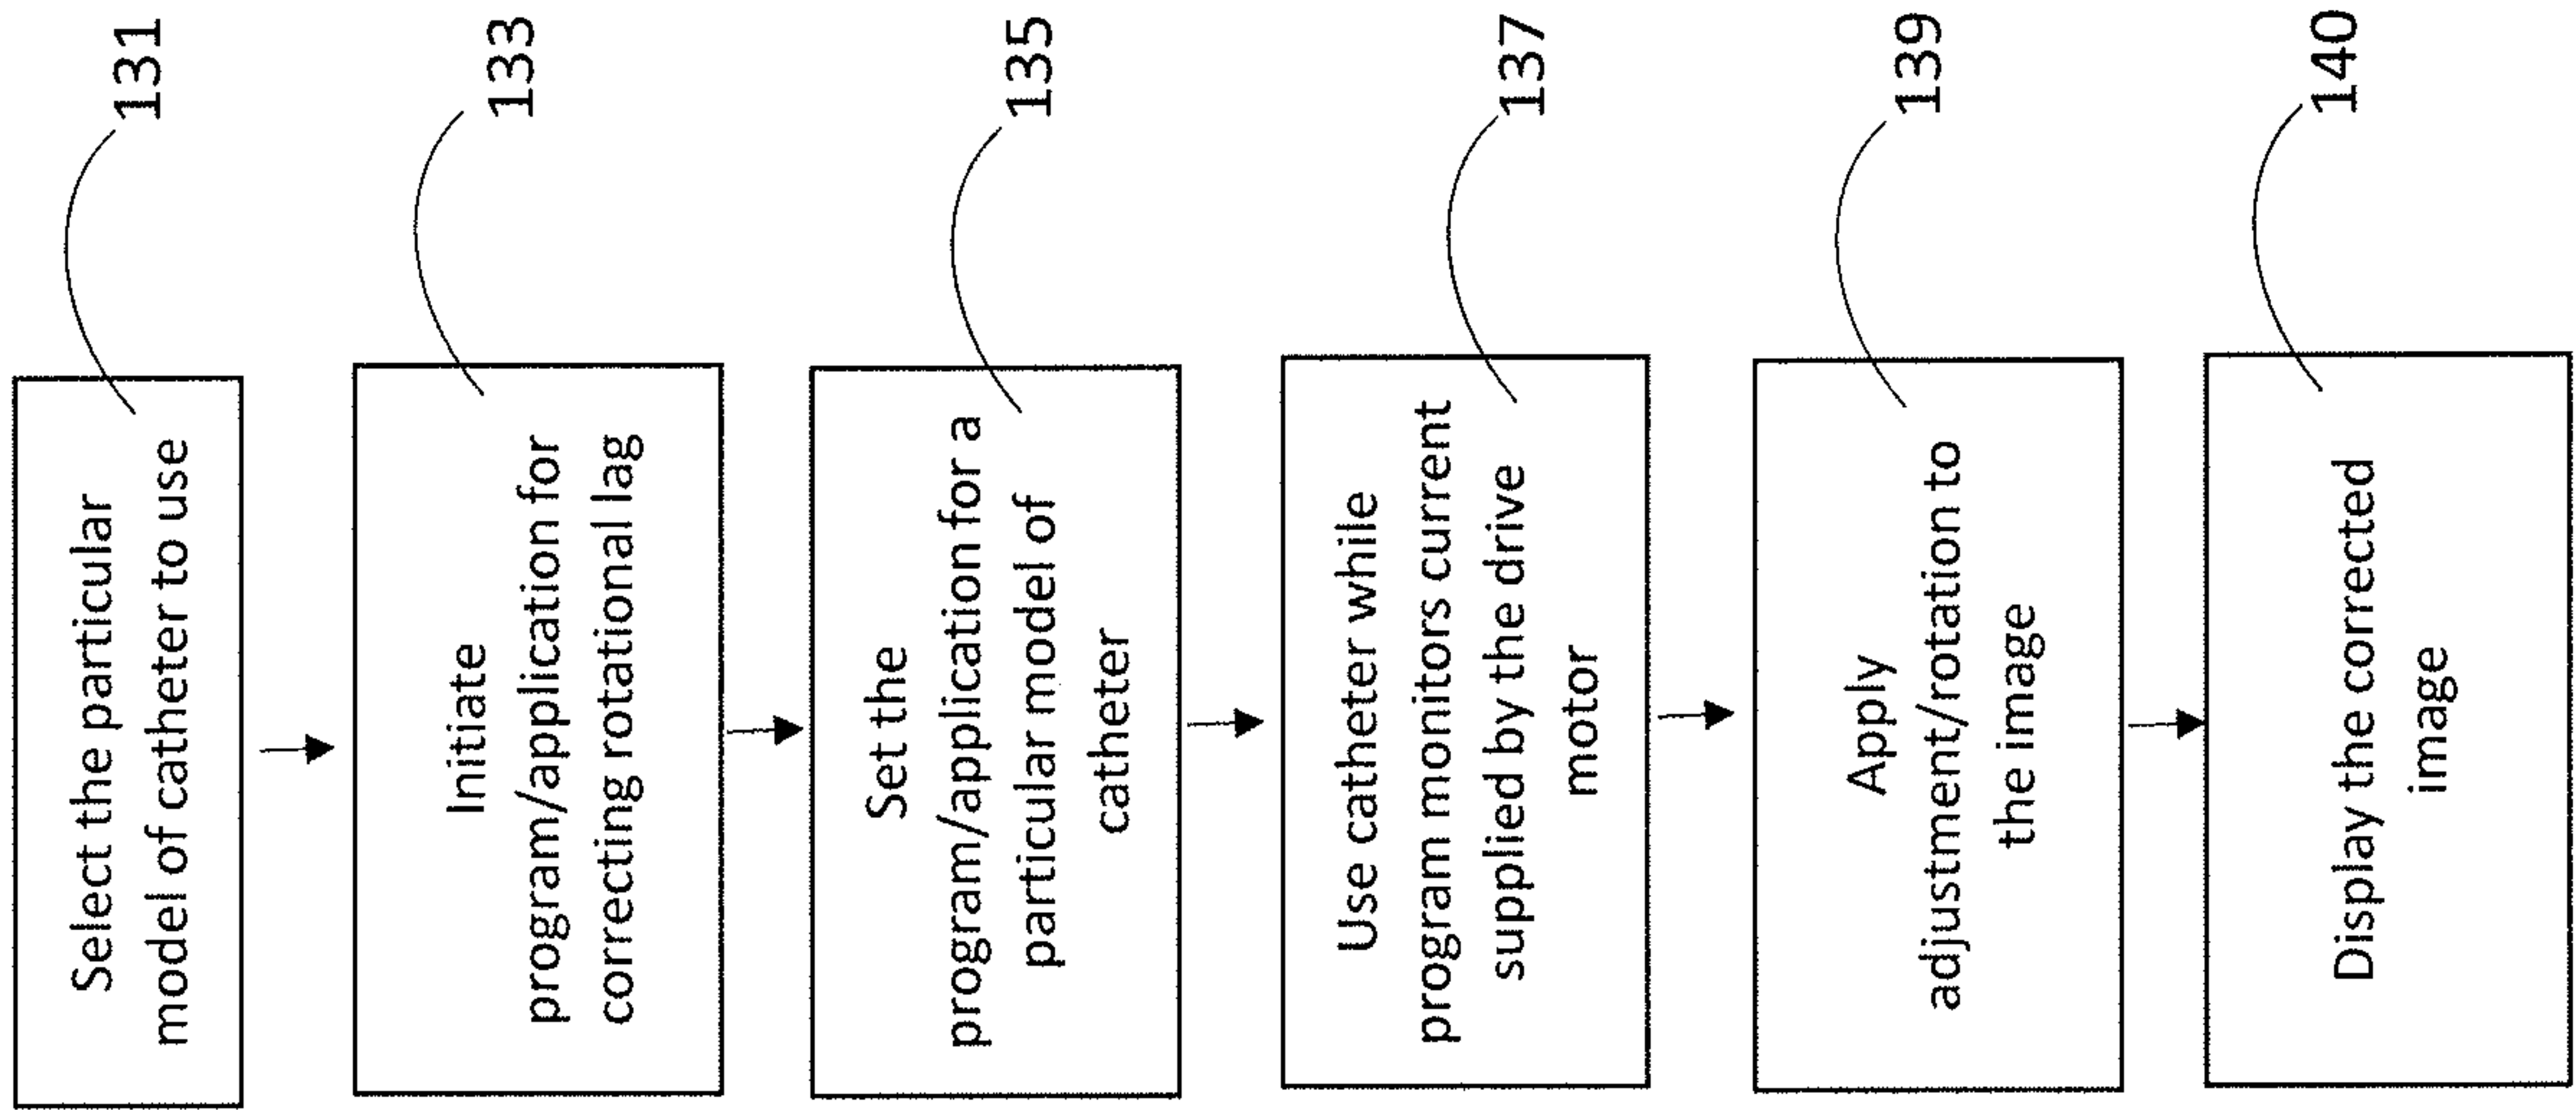 Select the particular
model of catheter to use
131
Initiate
program/application for
correcting rotational lag
133
Set the
program/application for a
particular model of
catheter
135
Use catheter while
program monitors current
supplied by the drive
motor
137
Apply
adjustment/rotation to
the image
139
Display the corrected
image
140